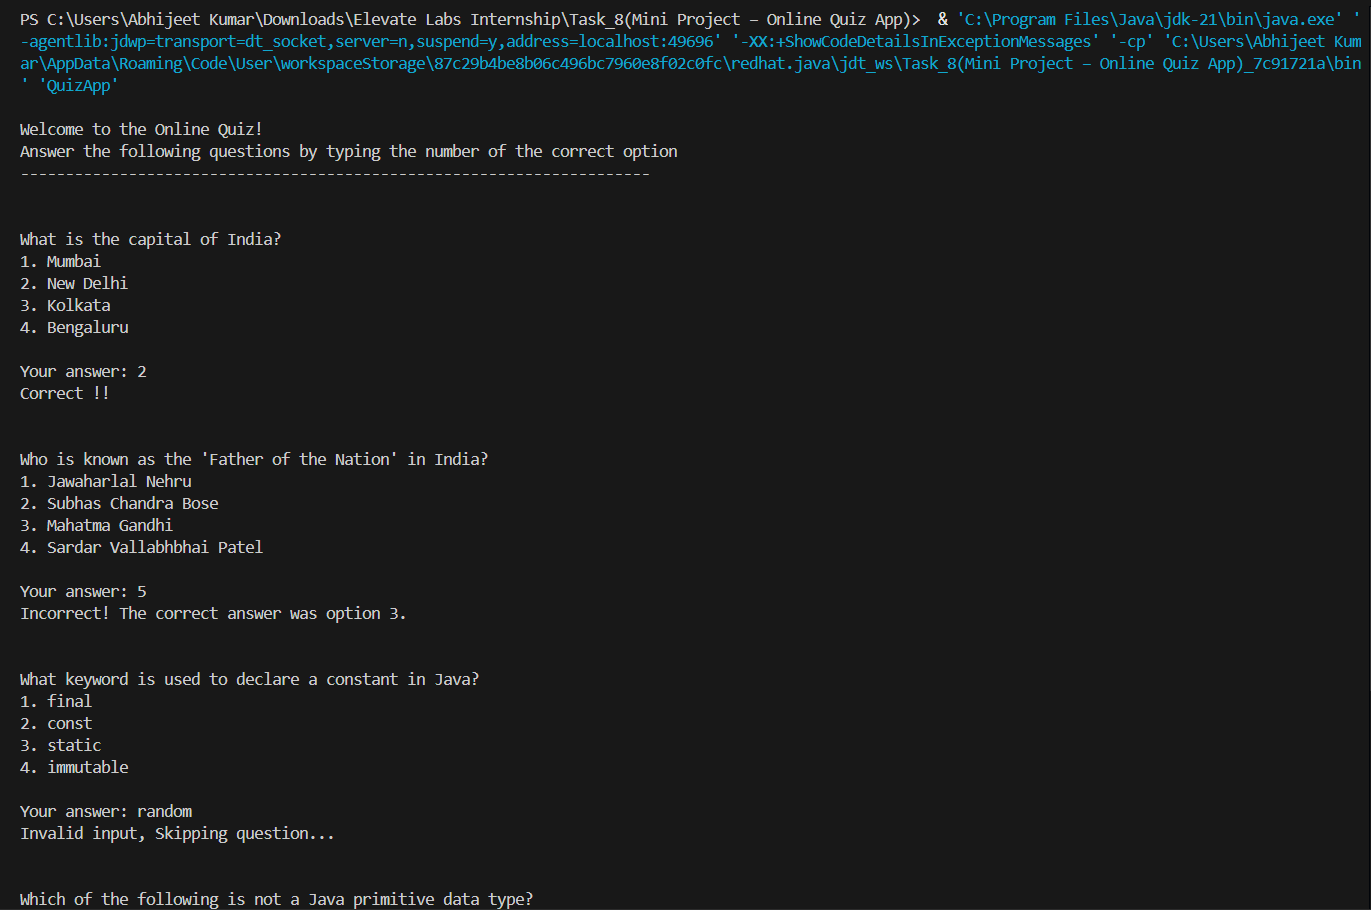 PS C:\Users\Abhijeet Kumar\Downloads\Elevate Labs Internship\Task_8(Mini Project – Online Quiz App)>  & 'C:\Program Files\Java\jdk-21\bin\java.exe' '
-agentlib:jdwp=transport=dt_socket,server=n,suspend=y,address=localhost:49696' '-XX:+ShowCodeDetailsInExceptionMessages' '-cp' 'C:\Users\Abhijeet Kum
ar\AppData\Roaming\Code\User\workspaceStorage\87c29b4be8b06c496bc7960e8f02c0fc\redhat.java\jdt_ws\Task_8(Mini Project – Online Quiz App)_7c91721a\bin
' 'QuizApp'
Welcome to the Online Quiz!
Answer the following questions by typing the number of the correct option
----------------------------------------------------------------------
What is the capital of India?
1. Mumbai
2. New Delhi
3. Kolkata
4. Bengaluru
Your answer: 2
Correct !!
Who is known as the 'Father of the Nation' in India?
1. Jawaharlal Nehru
2. Subhas Chandra Bose
3. Mahatma Gandhi
4. Sardar Vallabhbhai Patel
Your answer: 5
Incorrect! The correct answer was option 3.
What keyword is used to declare a constant in Java?
1. final
2. const
3. static
4. immutable
Your answer: random
Invalid input, Skipping question...
Which of the following is not a Java primitive data type?